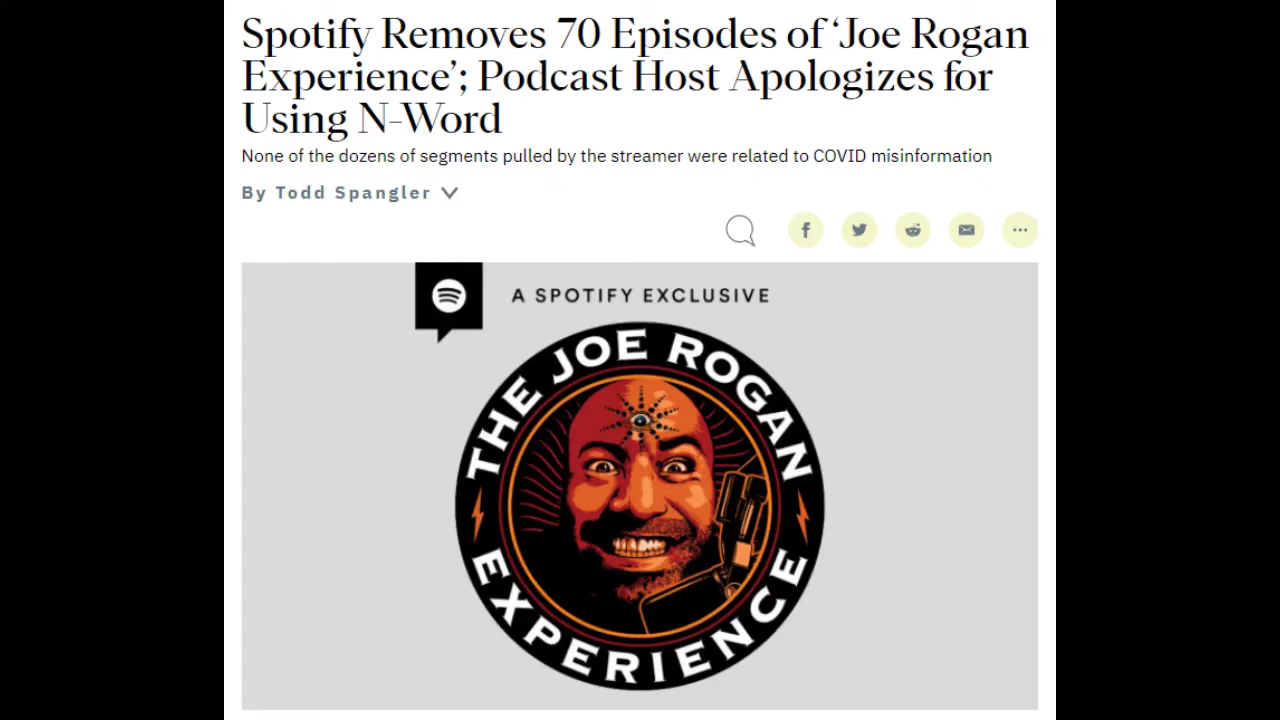 Spotify Removes 70 Episodes of ‘Joe Rogan
Experience’; Podcast Host Apologizes for
Using N-Word
None of the dozens of segments pulled by the streamer were related to COVID misinformation
By Todd Spangler
A SPOTIFY EXCLUSIVE
THE JOE ROGAN
EXPERIENCE